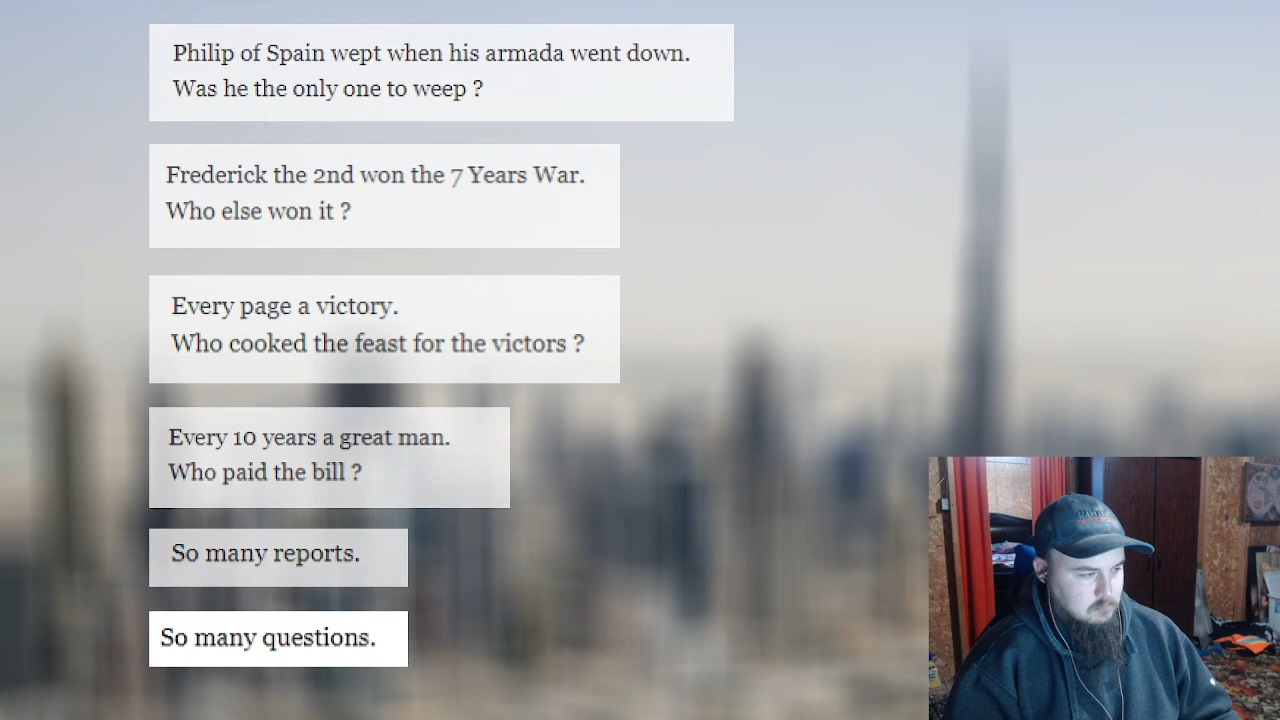 Philip of Spain wept when his armada went down.
Was he the only one to weep ?
Frederick the 2nd won the 7 Years War.
Who else won it ?
Every page a victory.
Who cooked the feast for the victors ?
Every 10 years a great man.
Who paid the bill ?
So many reports.
So many questions.